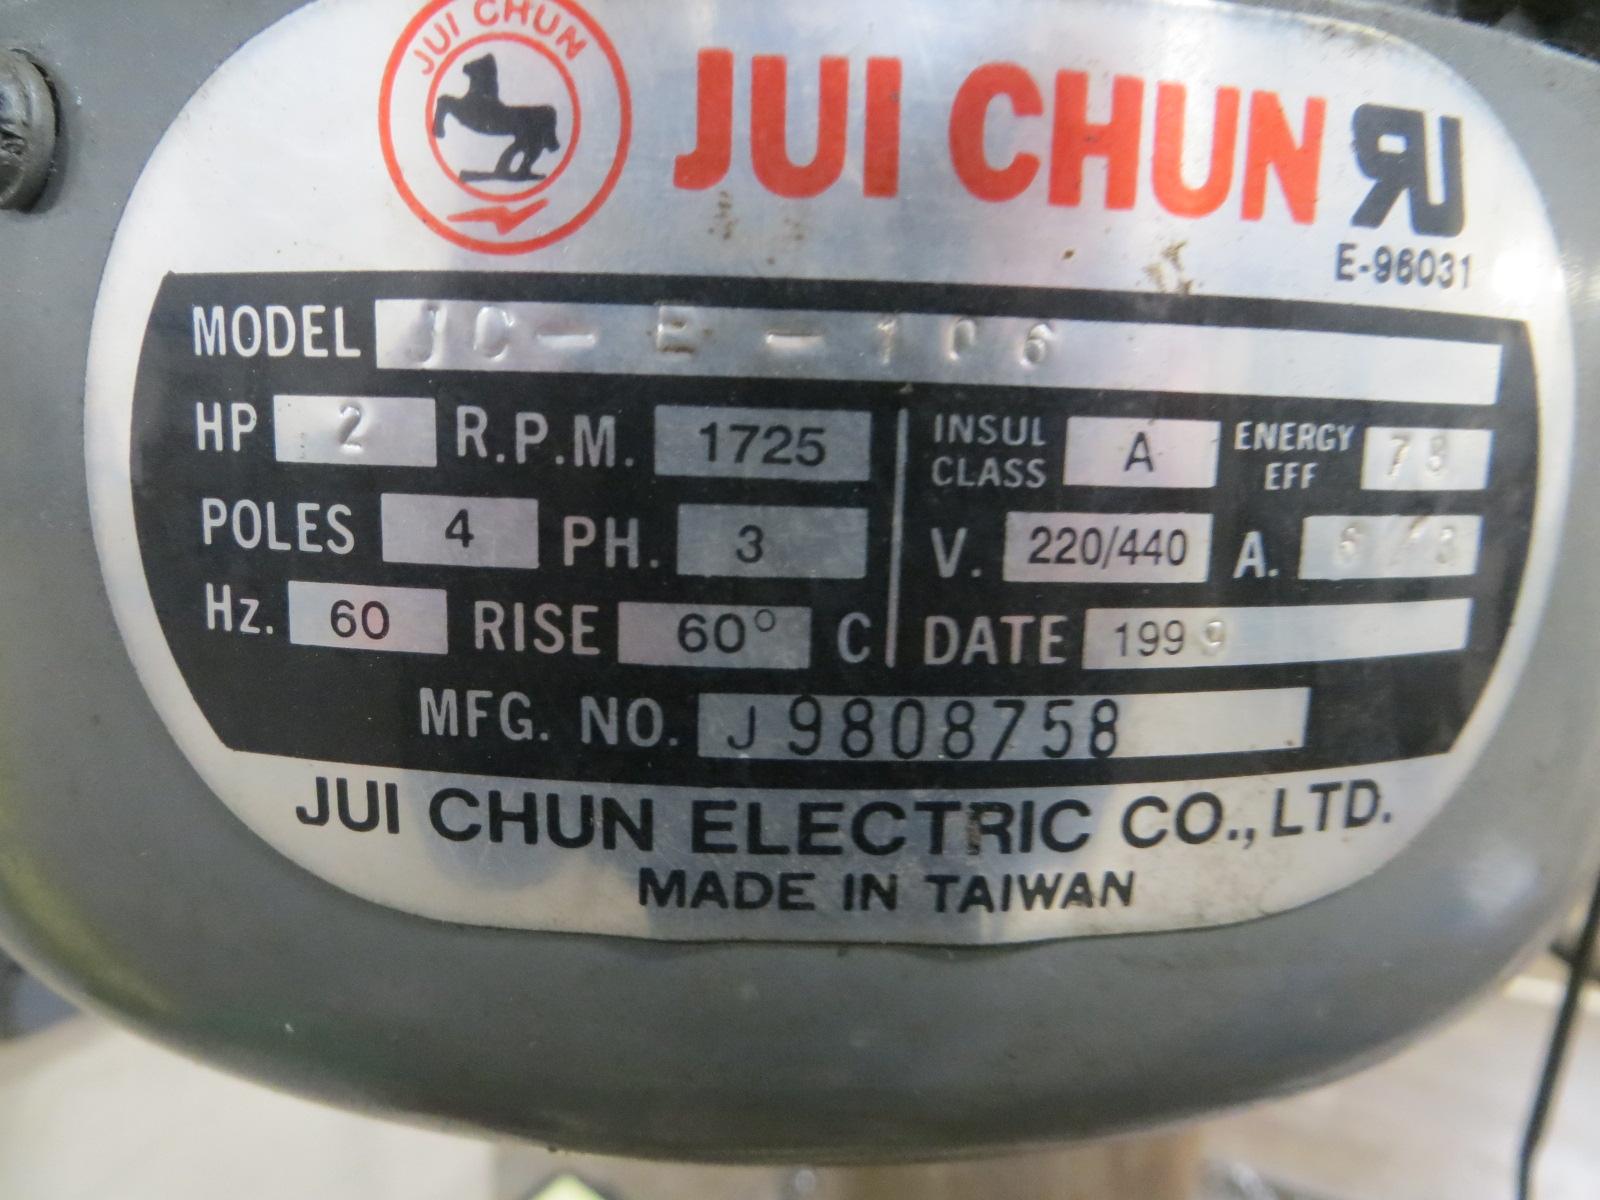 JUI CHUN
JUI CHUN RU
E-96031
MODEL JC-E-106
HP 2 R.P.M. 1725 INSUL CLASS A ENERGY EFF 78
POLES 4 PH. 3 V. 220/440 A.
Hz. 60 RISE 60° C DATE 1999
MFG. NO. J9808758
JUI CHUN ELECTRIC CO., LTD.
MADE IN TAIWAN